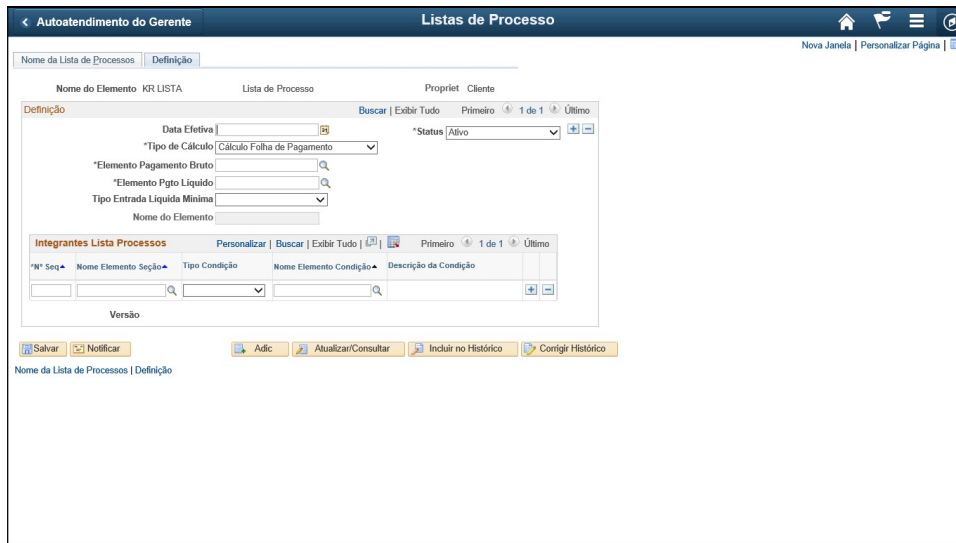 Autoatendimento do Gerente
Listas de Processo
Nova Janela | Personalizar Página |
Nome da Lista de Processos
Definição
Nome do Elemento KR LISTA Lista de Processo Propriet Cliente
Definição Buscar | Exibir Tudo Primeiro 1 de 1 Último
Data Efetiva *Status Ativo
*Tipo de Cálculo Cálculo Folha de Pagamento
*Elemento Pagamento Bruto
*Elemento Pgto Liquido
Tipo Entrada Líquida Mínima
Nome do Elemento
Integrantes Lista Processos Personalizar | Buscar | Exibir Tudo | | Primeiro 1 de 1 Último
*Nº Seq Nome Elemento Seção Tipo Condição Nome Elemento Condição Descrição da Condição
Versão
Salvar Notificar Adic Atualizar/Consultar Incluir no Histórico Corrigir Histórico
Nome da Lista de Processos | Definição